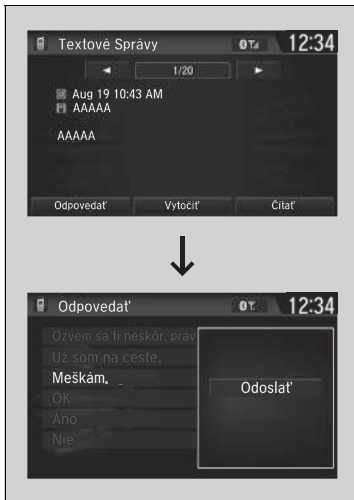 Textové Správy 12:34
1/20
Aug 19 10:43 AM
AAAAA
AAAAA
Odpovedať Vytočiť Čítať
Odpovedať 12:34
Ozvem sa ti neskôr, prav
Už som na ceste.
Meškám.
OK
Ano
Nie
Odoslať